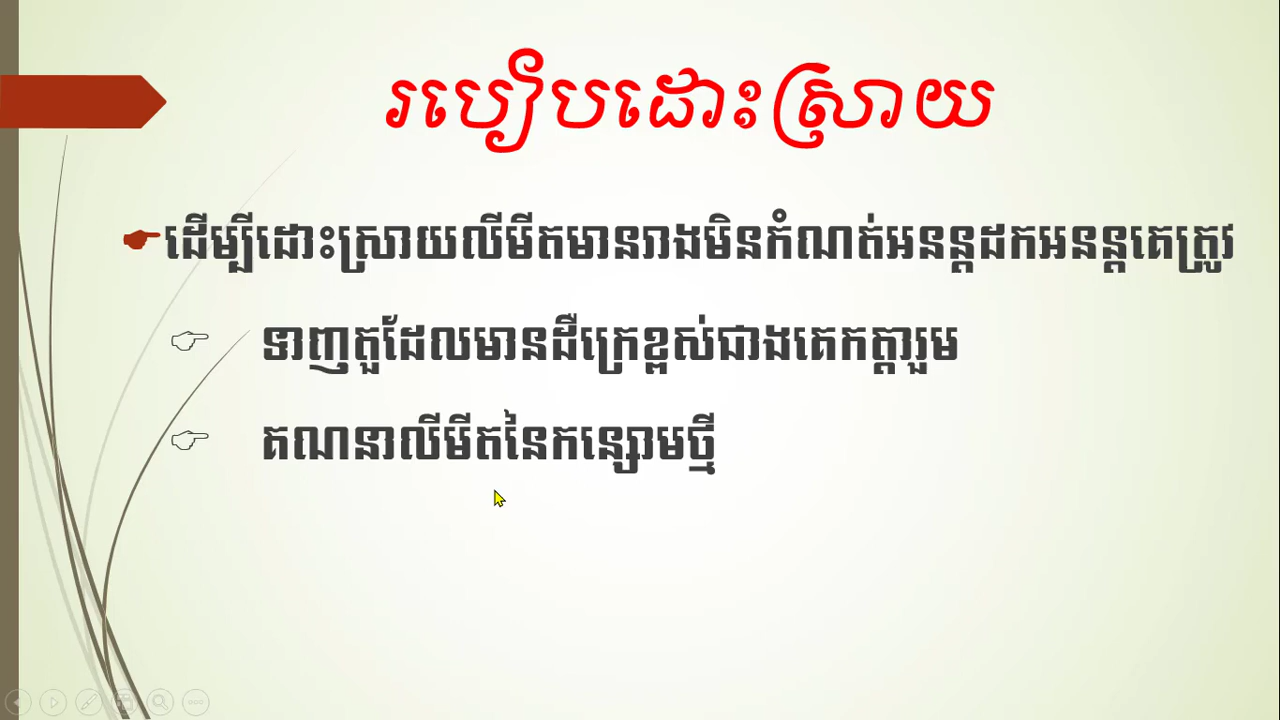 របៀបដោះស្រាយ
ដើម្បីដោះស្រាយលីមីតមានរាងមិនកំណត់អនន្តដកអនន្តគេត្រូវ
ទាញតួដែលមានដឺក្រេខ្ពស់ជាងគេកត្តារួម
គណនាលីមីតនៃកន្សោមថ្មី